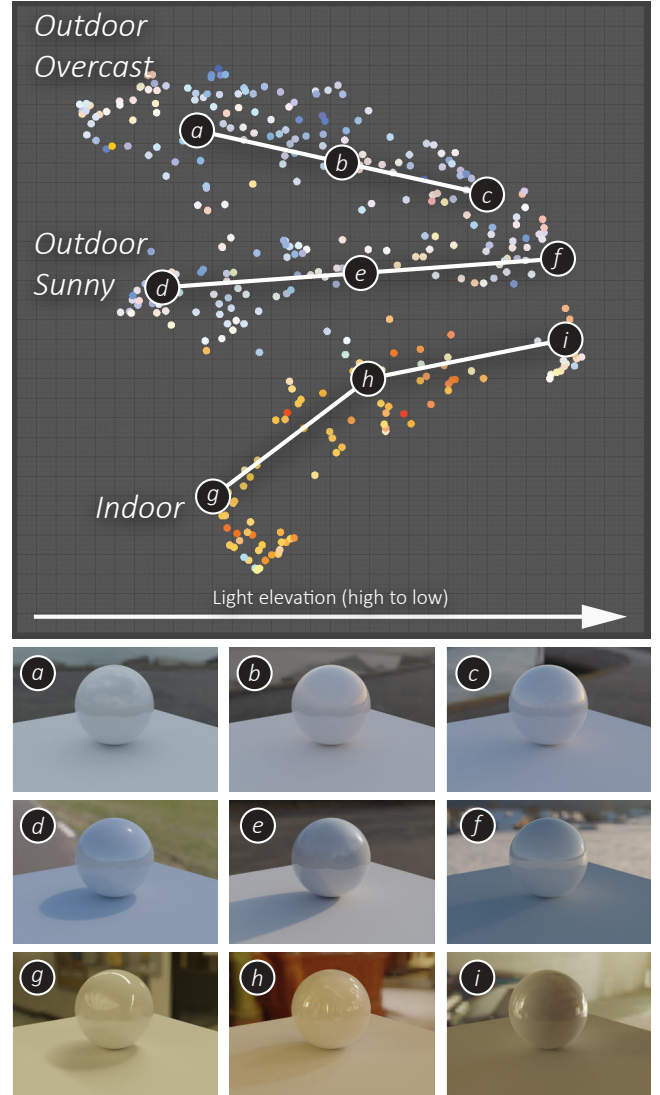 Outdoor
Overcast
a
b
c
Outdoor
Sunny
d
e
f
i
h
g
Indoor
Light elevation (high to low)
a
b
c
d
e
f
g
h
i